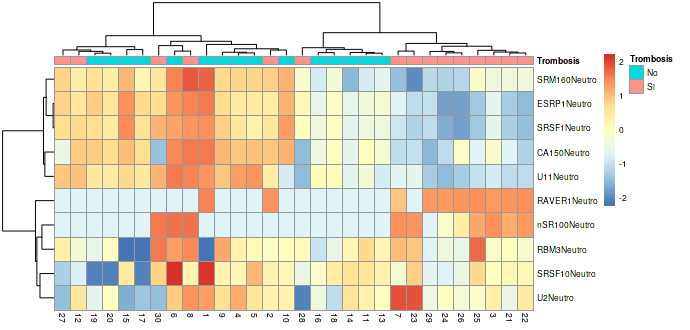 Trombosis
SRM160Neutro
ESRP1Neutro
SRSF1Neutro
CA150Neutro
U11Neutro
RAVER1Neutro
nSR100Neutro
RBM3Neutro
SRSF10Neutro
U2Neutro
27 12 19 20 15 17 30 6 8 1 9 4 5 2 10 28 16 18 14 11 13 7 23 29 24 26 25 3 21 22
2
1
0
-1
-2
Trombosis
No
SI